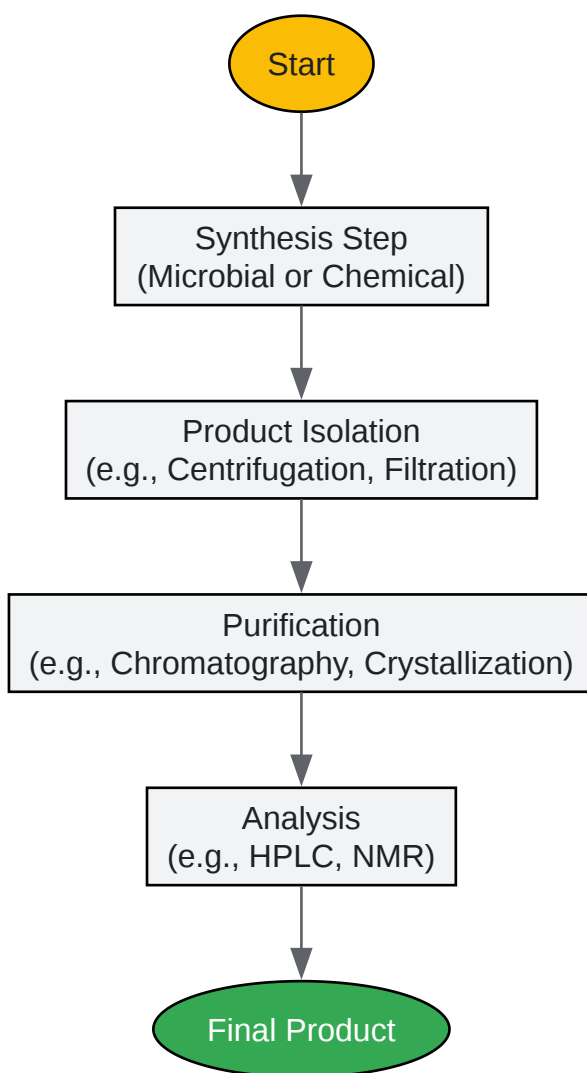 Start
Synthesis Step
(Microbial or Chemical)
Product Isolation
(e.g., Centrifugation, Filtration)
Purification
(e.g., Chromatography, Crystallization)
Analysis
(e.g., HPLC, NMR)
Final Product